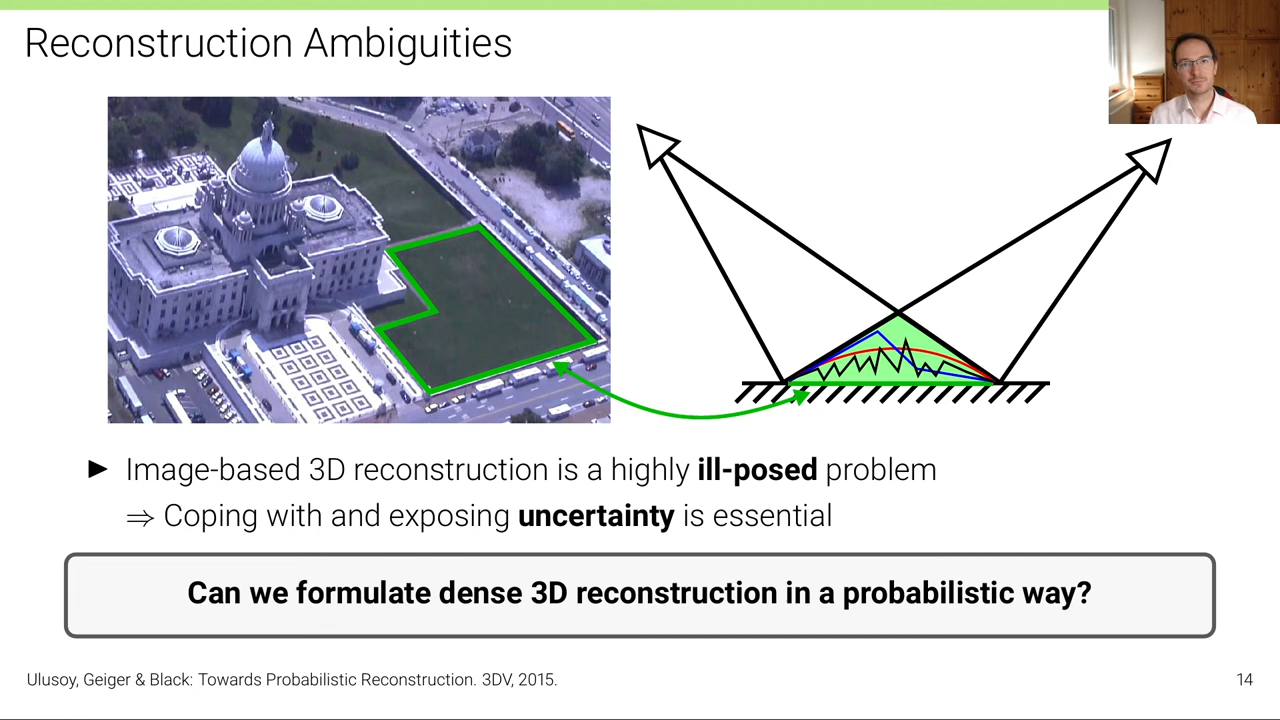 Reconstruction Ambiguities
► Image-based 3D reconstruction is a highly ill-posed problem
⇒ Coping with and exposing uncertainty is essential
Can we formulate dense 3D reconstruction in a probabilistic way?
Ulusoy, Geiger & Black: Towards Probabilistic Reconstruction. 3DV, 2015.
14